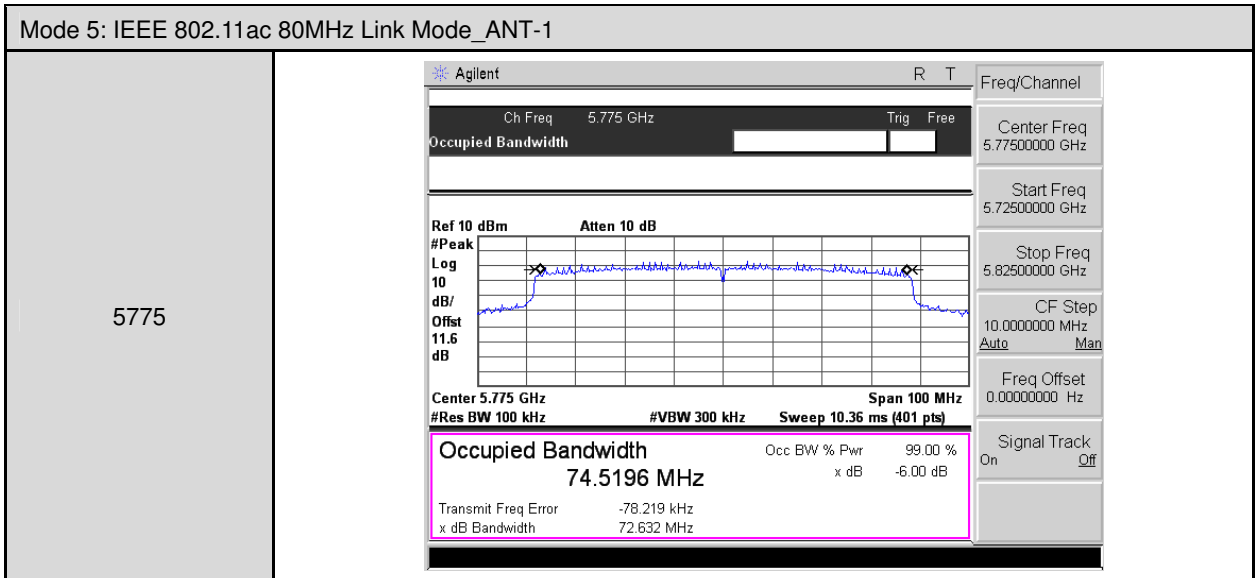 Mode 5: IEEE 802.11ac 80MHz Link Mode_ANT-1
5775
Agilent R T
Ch Freq 5.775 GHz Trig Free
Occupied Bandwidth
Ref 10 dBm Atten 10 dB
#Peak
Log
10
dB/
Offst
11.6
dB
Center 5.775 GHz Span 100 MHz
#Res BW 100 kHz #VBW 300 kHz Sweep 10.36 ms (401 pts)
Occupied Bandwidth Occ BW % Pwr 99.00 %
74.5196 MHz x dB -6.00 dB
Transmit Freq Error -78.219 kHz
x dB Bandwidth 72.632 MHz
Freq/Channel
Center Freq
5.77500000 GHz
Start Freq
5.72500000 GHz
Stop Freq
5.82500000 GHz
CF Step
10.0000000 MHz
Auto Man
Freq Offset
0.00000000 Hz
Signal Track
On Off